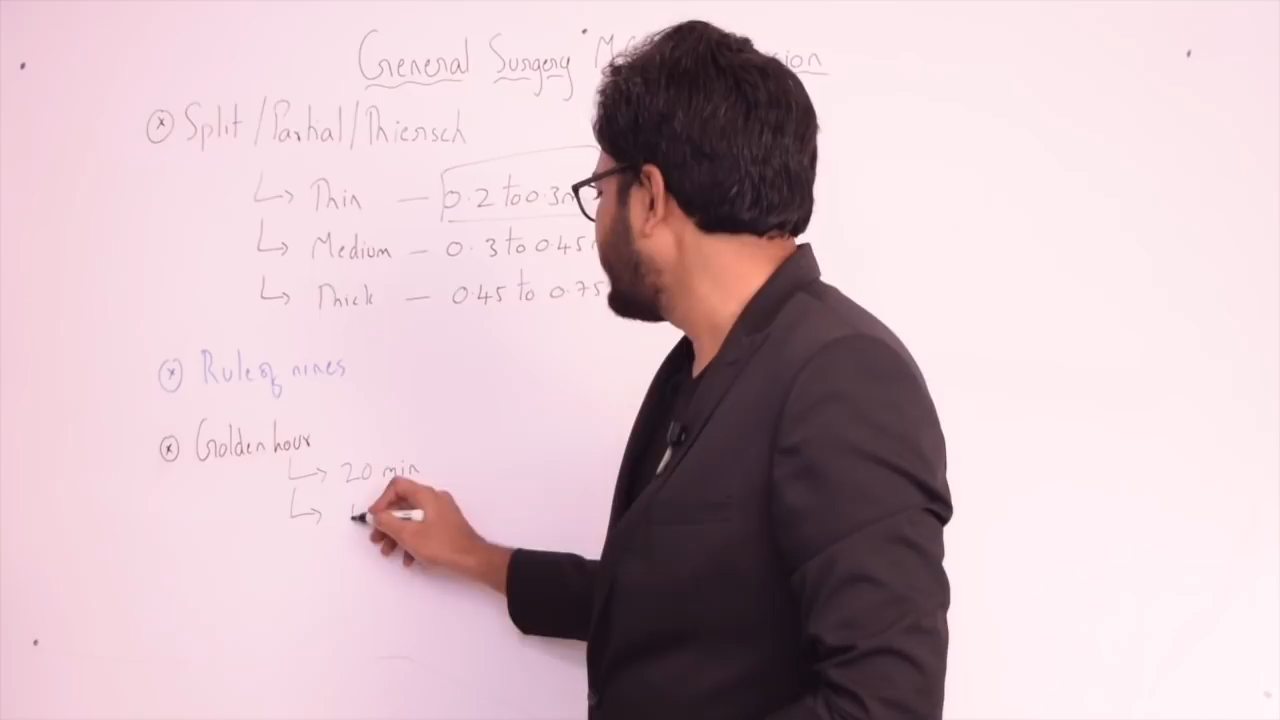 General Surgery
Split/Partial/Thiersch
Thin — 0.2 to 0.3m
Medium — 0.3 to 0.45
Thick — 0.45 to 0.75
Rule of nines
Golden hour
20 min